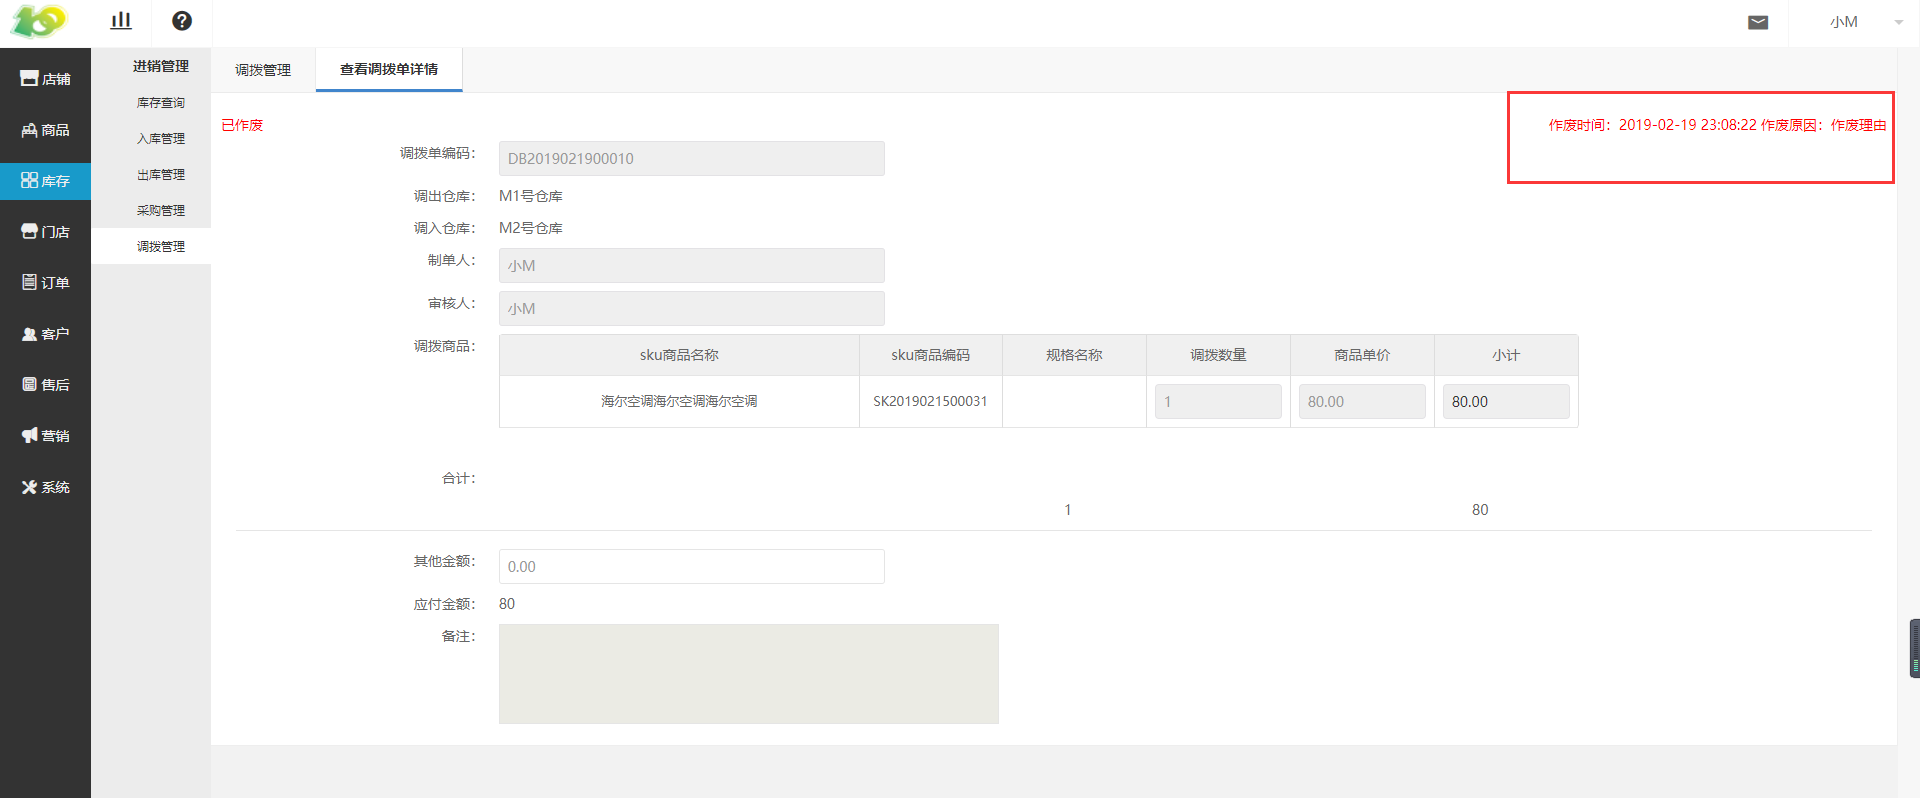 小M
店铺
商品
库存
门店
订单
客户
售后
营销
系统
进销管理
库存查询
入库管理
出库管理
采购管理
调拨管理
调拨管理
查看调拨单详情
已作废
作废时间：2019-02-19 23:08:22 作废原因：作废理由
调拨单编码：
DB2019021900010
调出仓库：
M1号仓库
调入仓库：
M2号仓库
制单人：
小M
审核人：
小M
调拨商品：
sku商品名称 sku商品编码 规格名称 调拨数量 商品单价 小计
海尔空调海尔空调海尔空调 SK2019021500031 1 80.00 80.00
合计：
1 80
其他金额：
0.00
应付金额：
80
备注：